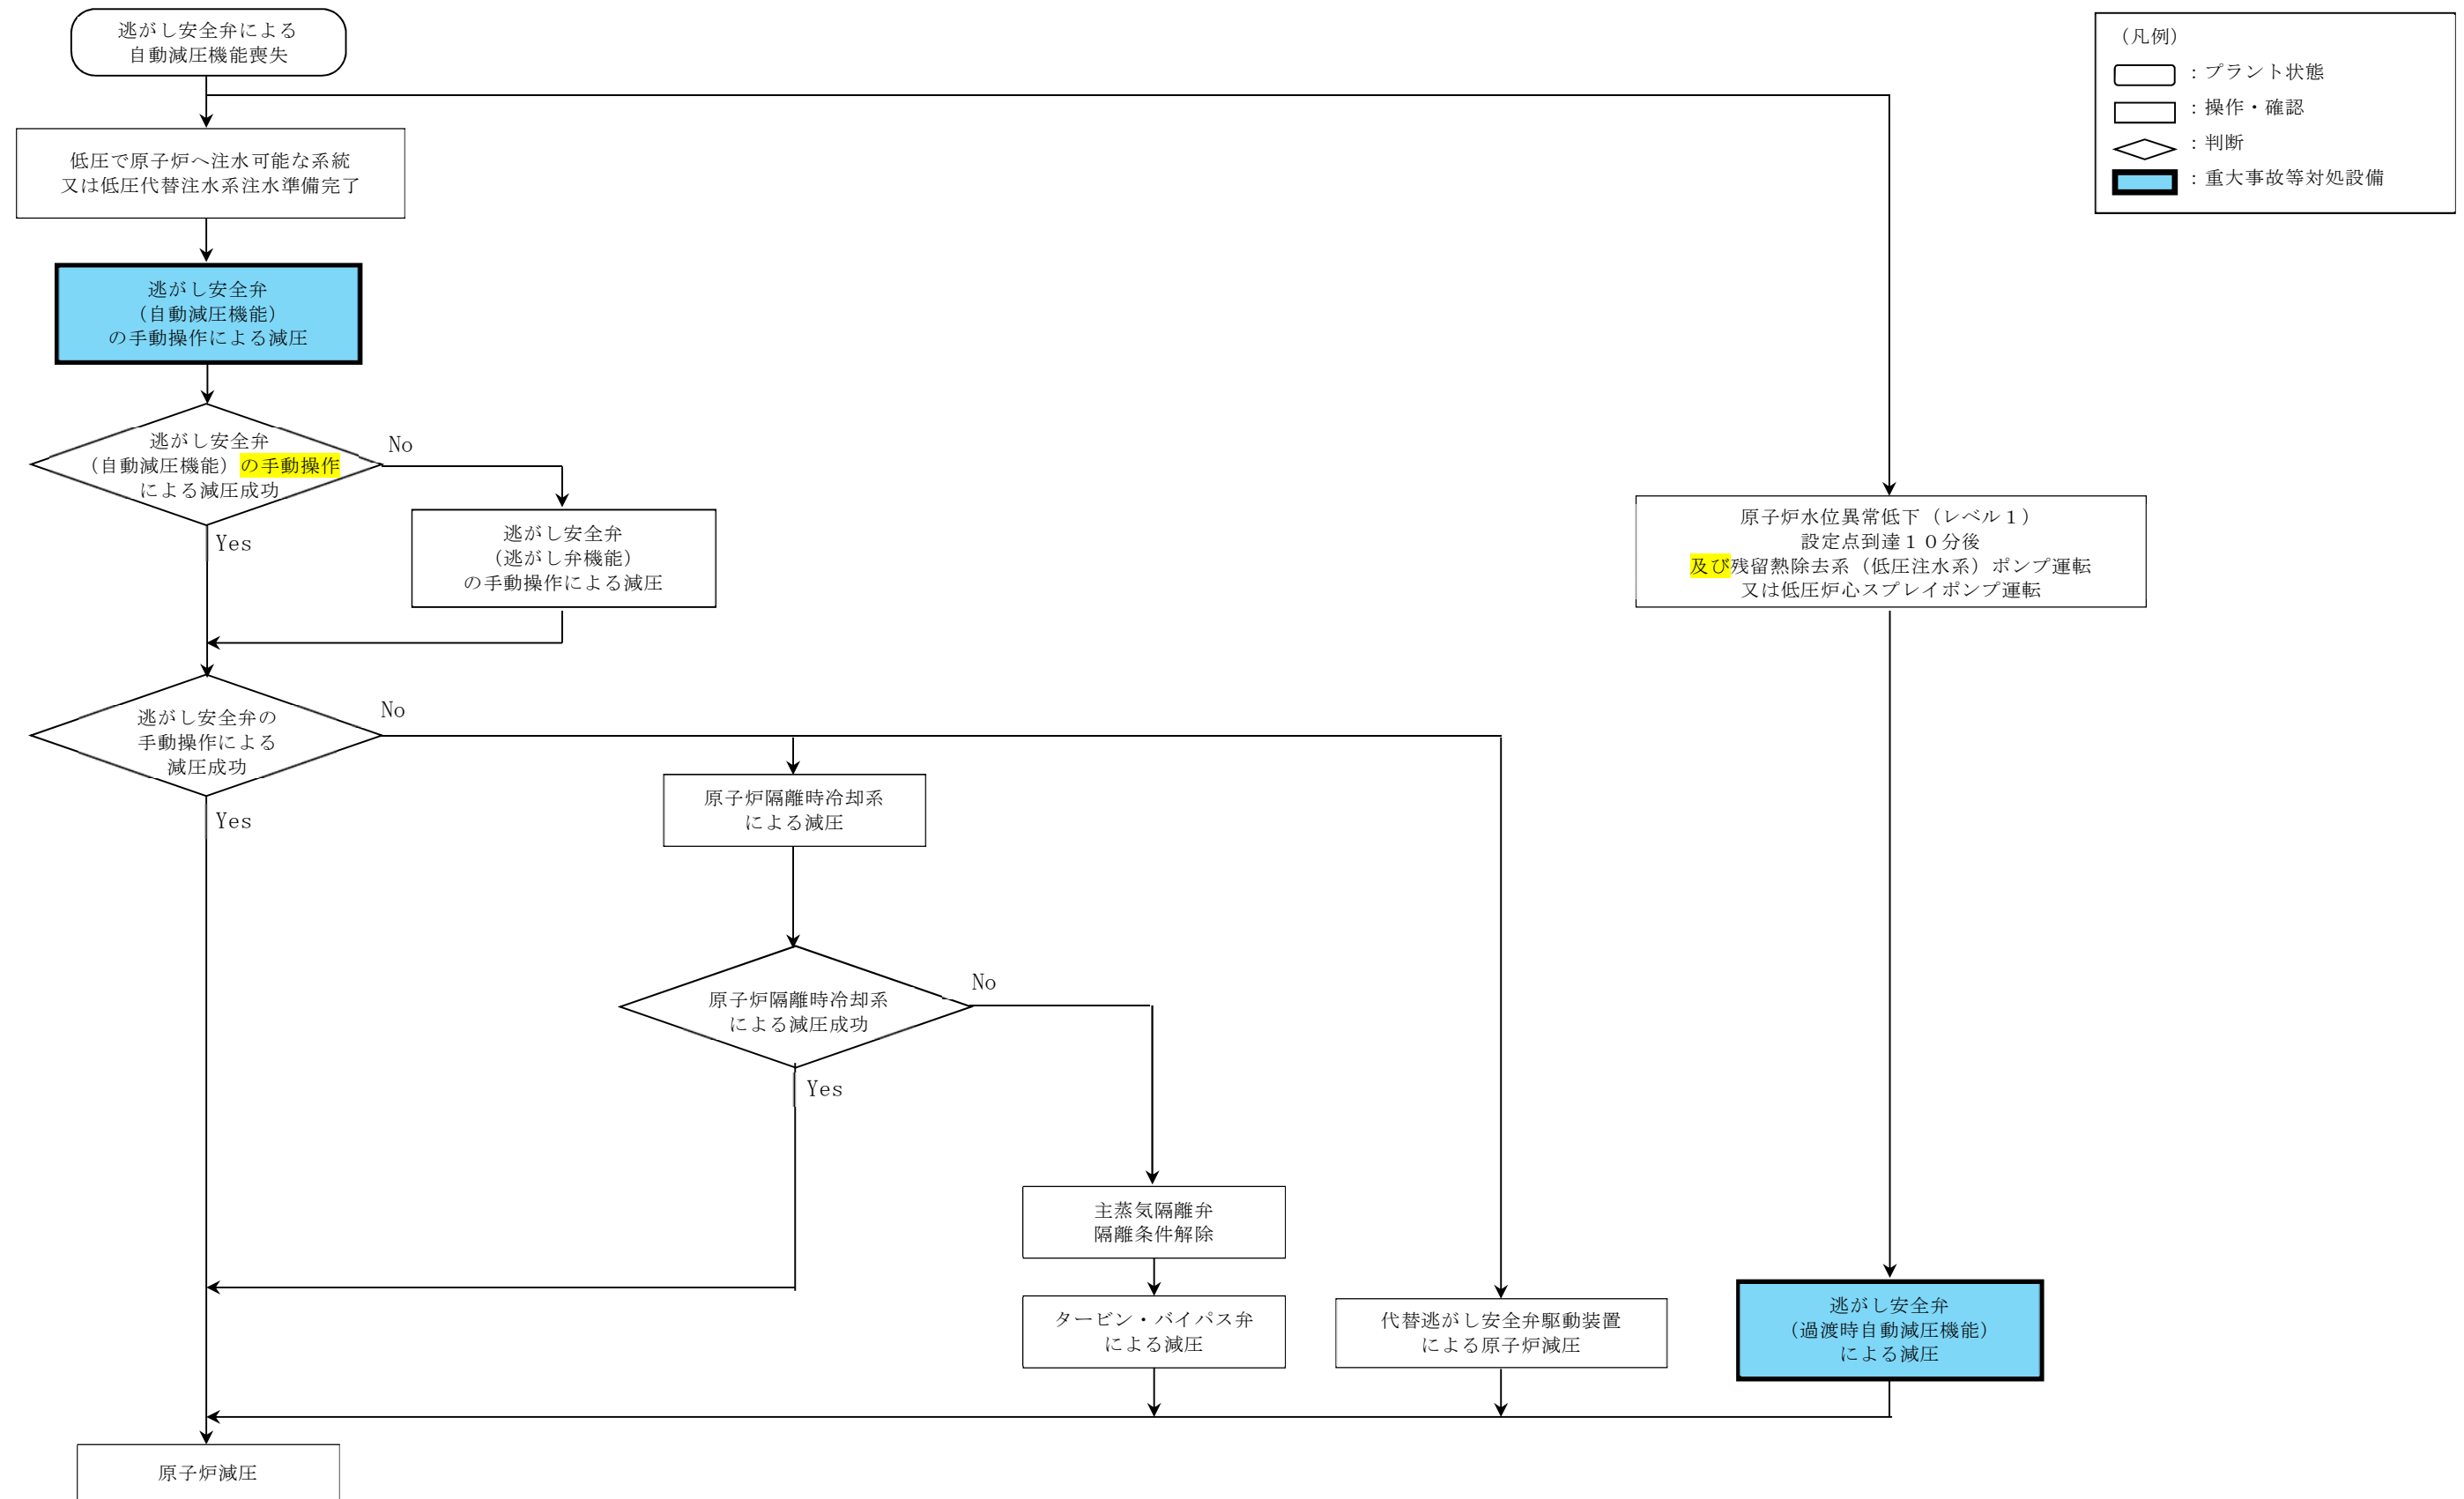 逃がし安全弁による
自動減圧機能喪失
（凡例）
：プラント状態
：操作・確認
：判断
：重大事故等対処設備
低圧で原子炉へ注水可能な系統
又は低圧代替注水系注水準備完了
逃がし安全弁
（自動減圧機能）
の手動操作による減圧
逃がし安全弁
（自動減圧機能）の手動操作
による減圧成功
No
Yes
逃がし安全弁
（逃がし弁機能）
の手動操作による減圧
原子炉水位異常低下（レベル１）
設定点到達１０分後
及び残留熱除去系（低圧注水系）ポンプ運転
又は低圧炉心スプレイポンプ運転
逃がし安全弁の
手動操作による
減圧成功
No
Yes
原子炉隔離時冷却系
による減圧
原子炉隔離時冷却系
による減圧成功
No
Yes
主蒸気隔離弁
隔離条件解除
タービン・バイパス弁
による減圧
代替逃がし安全弁駆動装置
による原子炉減圧
逃がし安全弁
（過渡時自動減圧機能）
による減圧
原子炉減圧